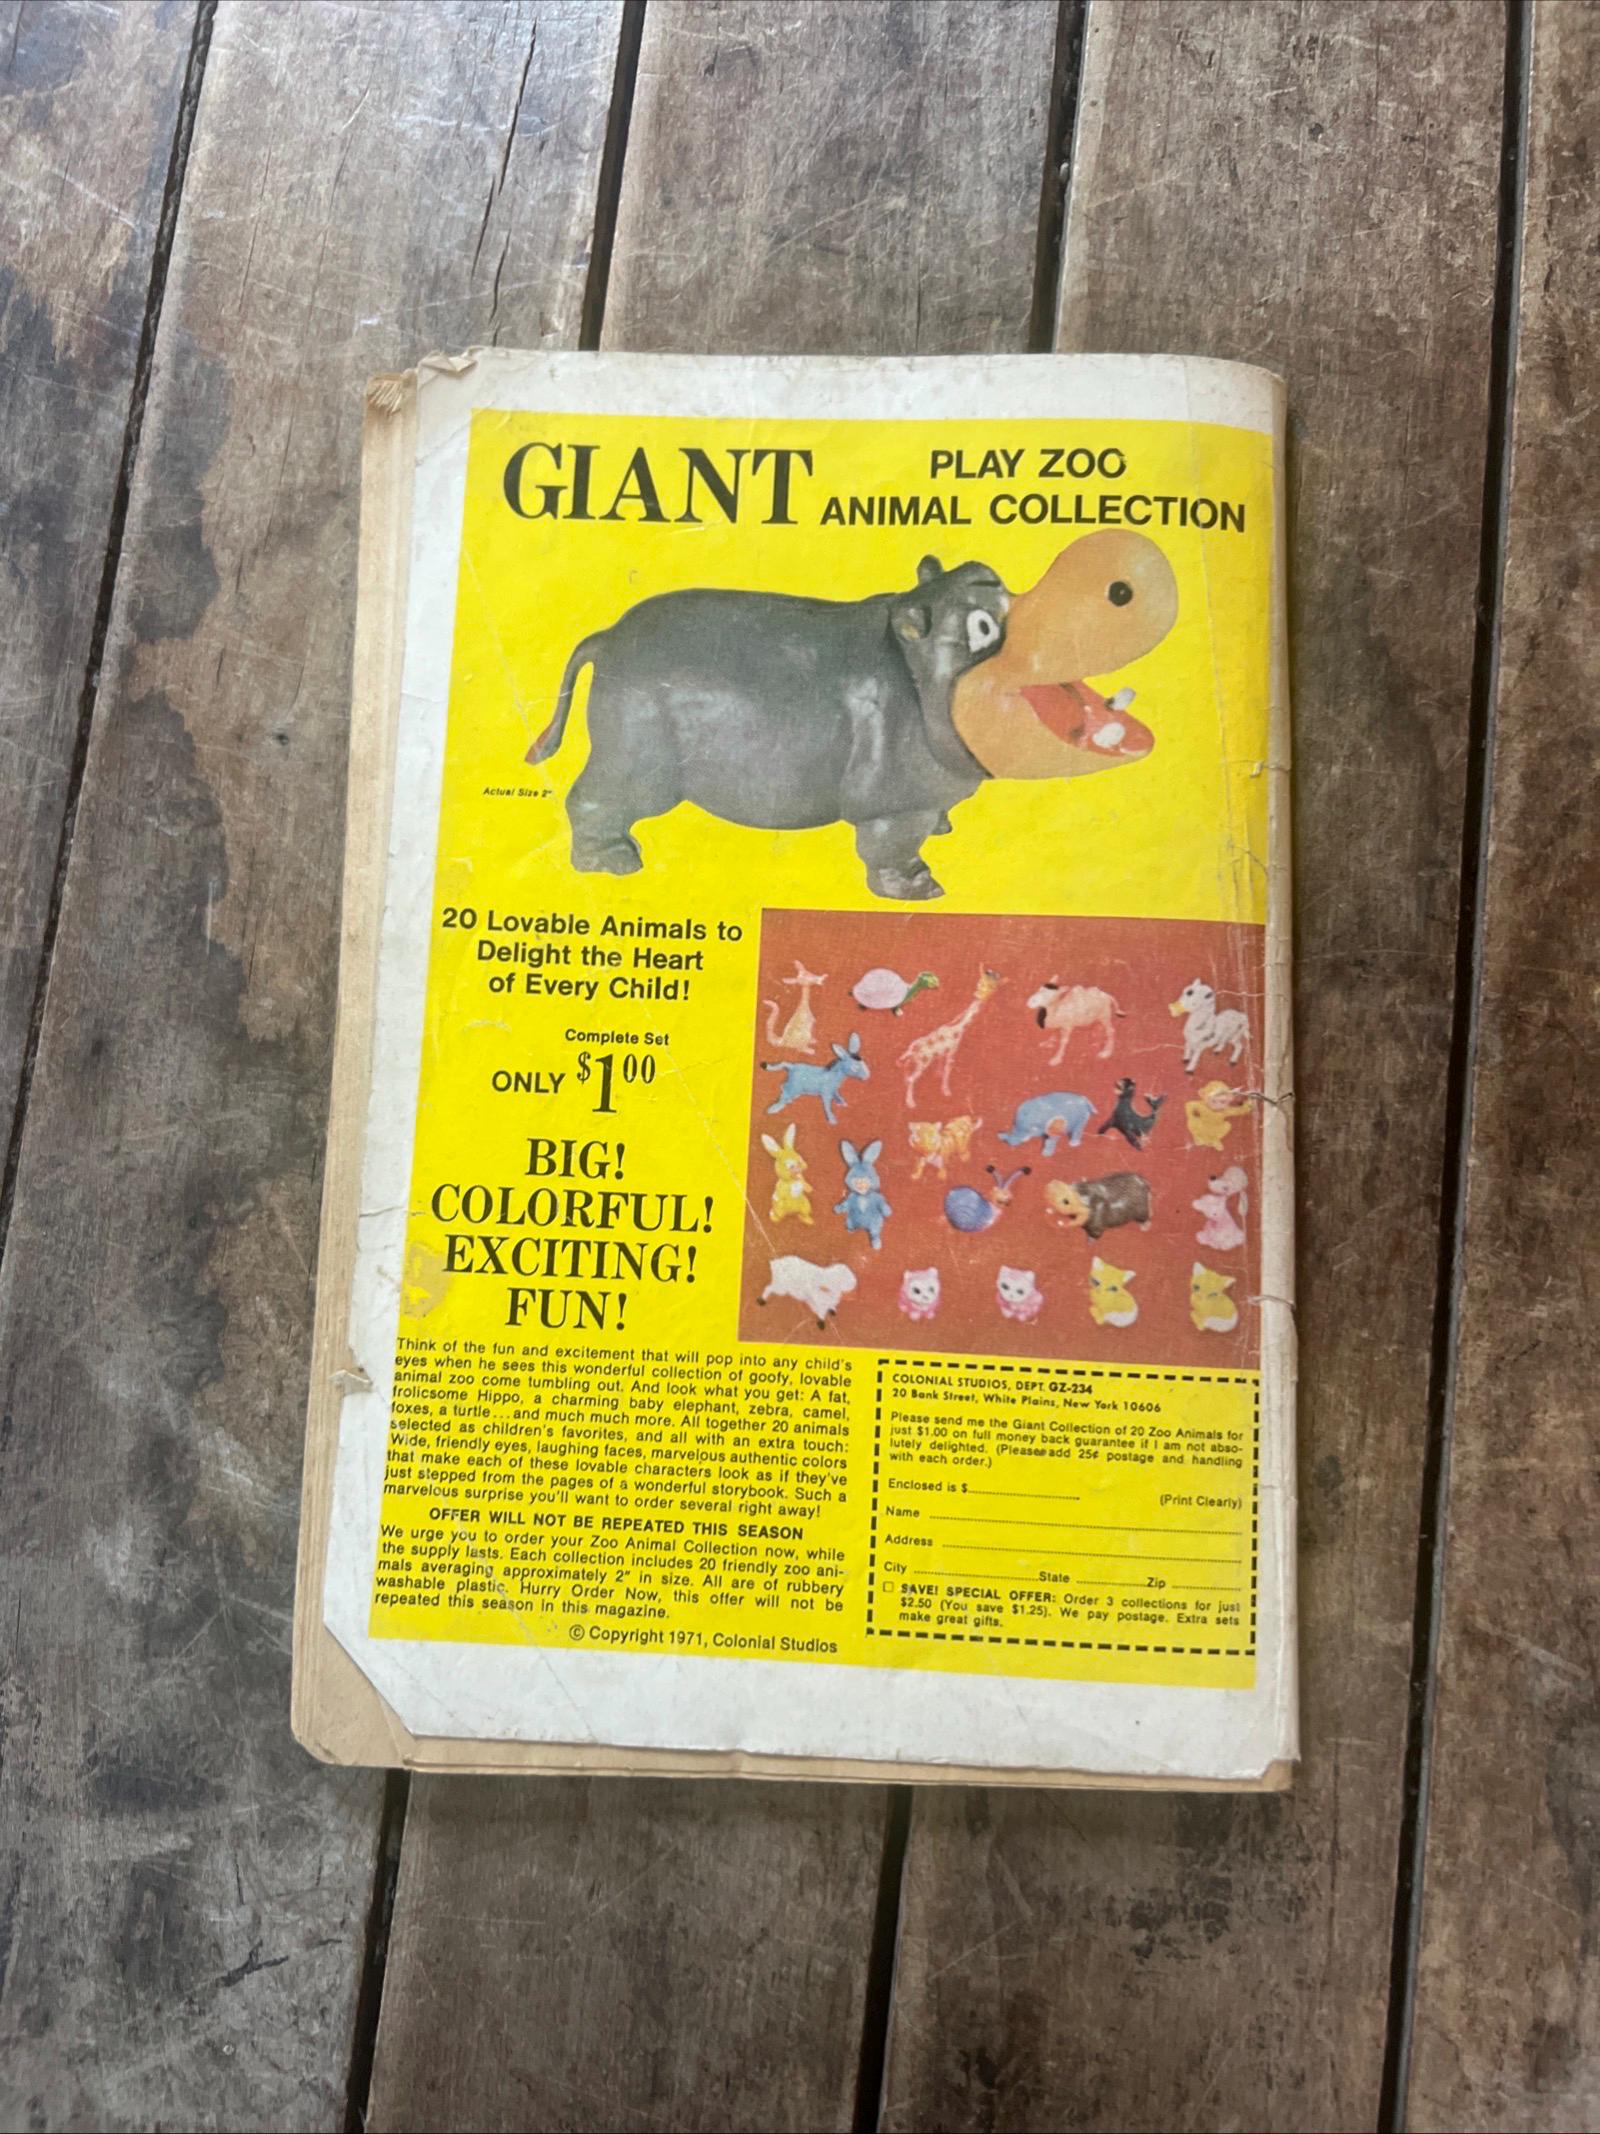 GIANT
PLAY ZOO
ANIMAL COLLECTION
Actual Size 2"
20 Lovable Animals to
Delight the Heart
of Every Child!
Complete Set
ONLY $1.00
BIG!
COLORFUL!
EXCITING!
FUN!
Think of the fun and excitement that will pop into any child's
eyes when he sees this wonderful collection of goofy, lovable
animal zoo come tumbling out. And look what you get: A fat,
frolicsome Hippo, a charming baby elephant, zebra, camel,
foxes, a turtle...and much much more. All together 20 animals
selected as children's favorites, and all with an extra touch:
Wide, friendly eyes, laughing faces, marvelous authentic colors
that make each of these lovable characters look as if they've
just stepped from the pages of a wonderful storybook. Such a
marvelous surprise you'll want to order several right away!
OFFER WILL NOT BE REPEATED THIS SEASON
We urge you to order your Zoo Animal Collection now, while
the supply lasts. Each collection includes 20 friendly zoo ani-
mals averaging approximately 2" in size. All are of rubbery
washable plastic. Hurry Order Now, this offer will not be
repeated this season in this magazine.
© Copyright 1971, Colonial Studios
COLONIAL STUDIOS, DEPT. GZ-234
20 Bank Street, White Plains, New York 10606
Please send me the Giant Collection of 20 Zoo Animals for
just $1.00 on full money back guarantee if I am not abso-
lutely delighted. (Please add 25¢ postage and handling
with each order.)
Enclosed is $
(Print Clearly)
Name
Address
City State Zip
☐ SAVE! SPECIAL OFFER: Order 3 collections for just
$2.50 (You save $1.25). We pay postage. Extra sets
make great gifts.